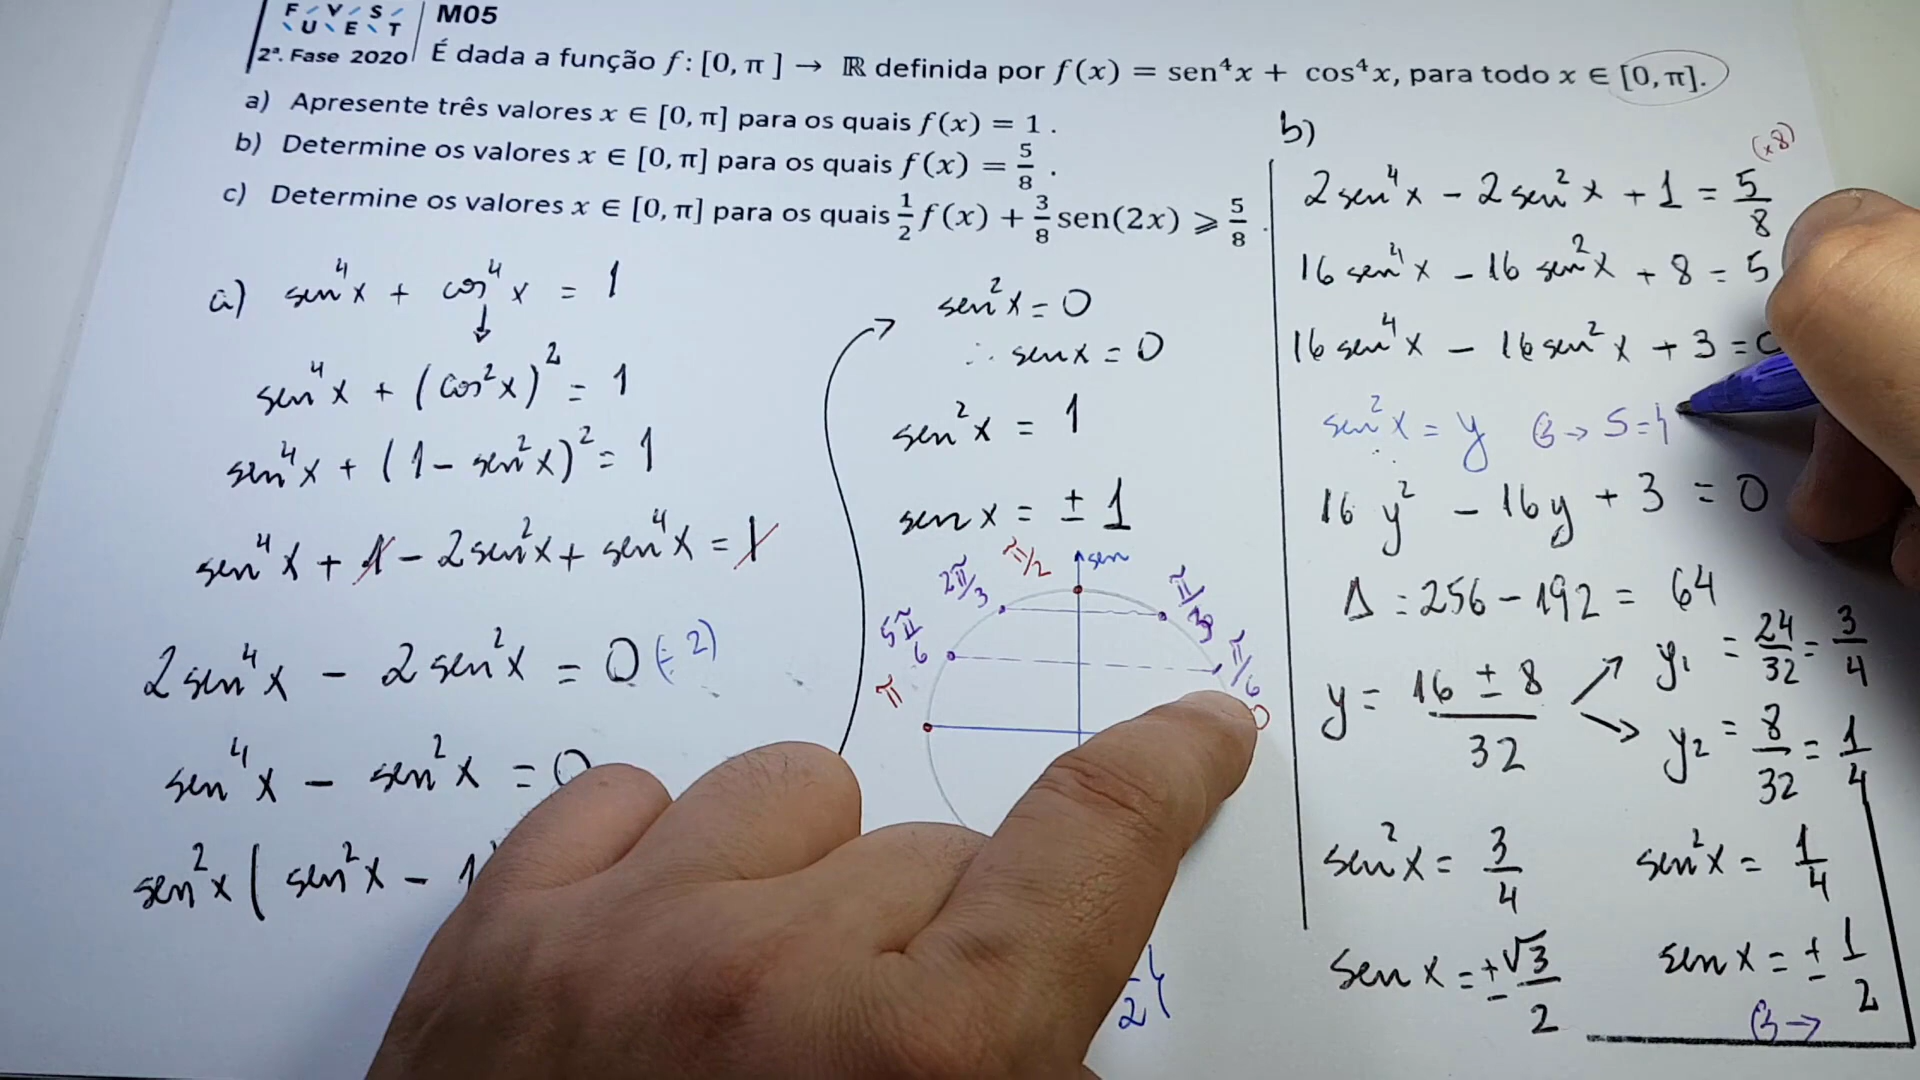 FUVEST
2ª. Fase 2020
M05
É dada a função f: [0, π ] → ℝ definida por f(x) = sen⁴x + cos⁴x, para todo x ∈ [0, π].
a) Apresente três valores x ∈ [0, π] para os quais f(x) = 1 .
b) Determine os valores x ∈ [0, π] para os quais f(x) = 5/8 .
c) Determine os valores x ∈ [0, π] para os quais 1/2 f(x) + 3/8 sen(2x) ⩾ 5/8 .
a) sen⁴x + cos⁴x = 1
↓
sen⁴x + (cos²x)² = 1
sen⁴x + (1 - sen²x)² = 1
sen⁴x + 1 - 2sen²x + sen⁴x = 1
2sen⁴x - 2sen²x = 0 (÷2)
sen⁴x - sen²x = 0
sen²x ( sen²x - 1
sen²x = 0
∴ senx = 0
sen²x = 1
senx = ± 1
sen
π/2
2π/3
π/3
5π/6
π/6
π
0
b)
(×8)
2sen⁴x - 2sen²x + 1 = 5/8
16sen⁴x - 16sen²x + 8 = 5
16sen⁴x - 16sen²x + 3 = 0
sen²x = y
B → S = {
16y² - 16y + 3 = 0
Δ = 256 - 192 = 64
y = 16 ± 8 / 32
y₁ = 24/32 = 3/4
y₂ = 8/32 = 1/4
sen²x = 3/4
sen²x = 1/4
senx = ± √3/2
senx = ± 1/2
B →